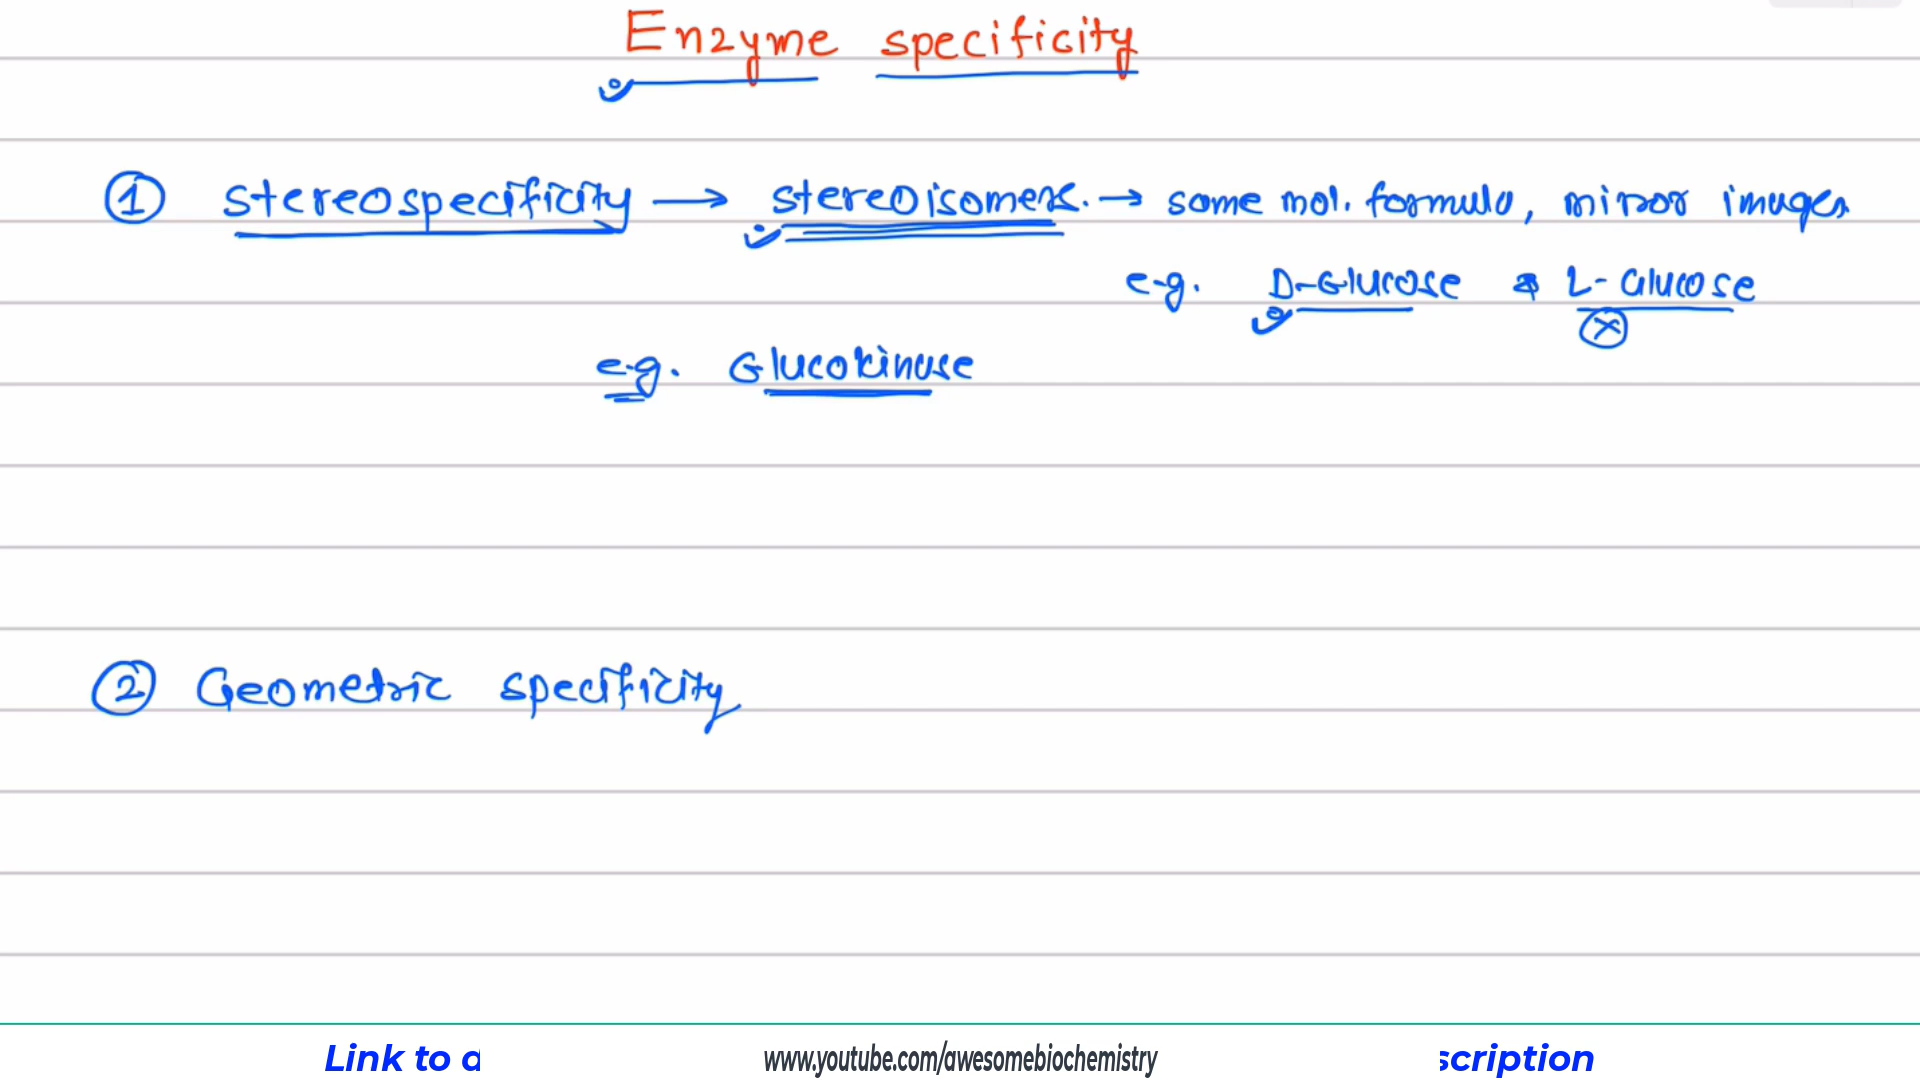 Enzyme specificity
① stereospecificity → stereoisomers. → same mol. formula, mirror images
e.g. D-Glucose & L-Glucose
e.g. Glucokinase
② Geometric specificity
Link to d www.youtube.com/awesomebiochemistry scription